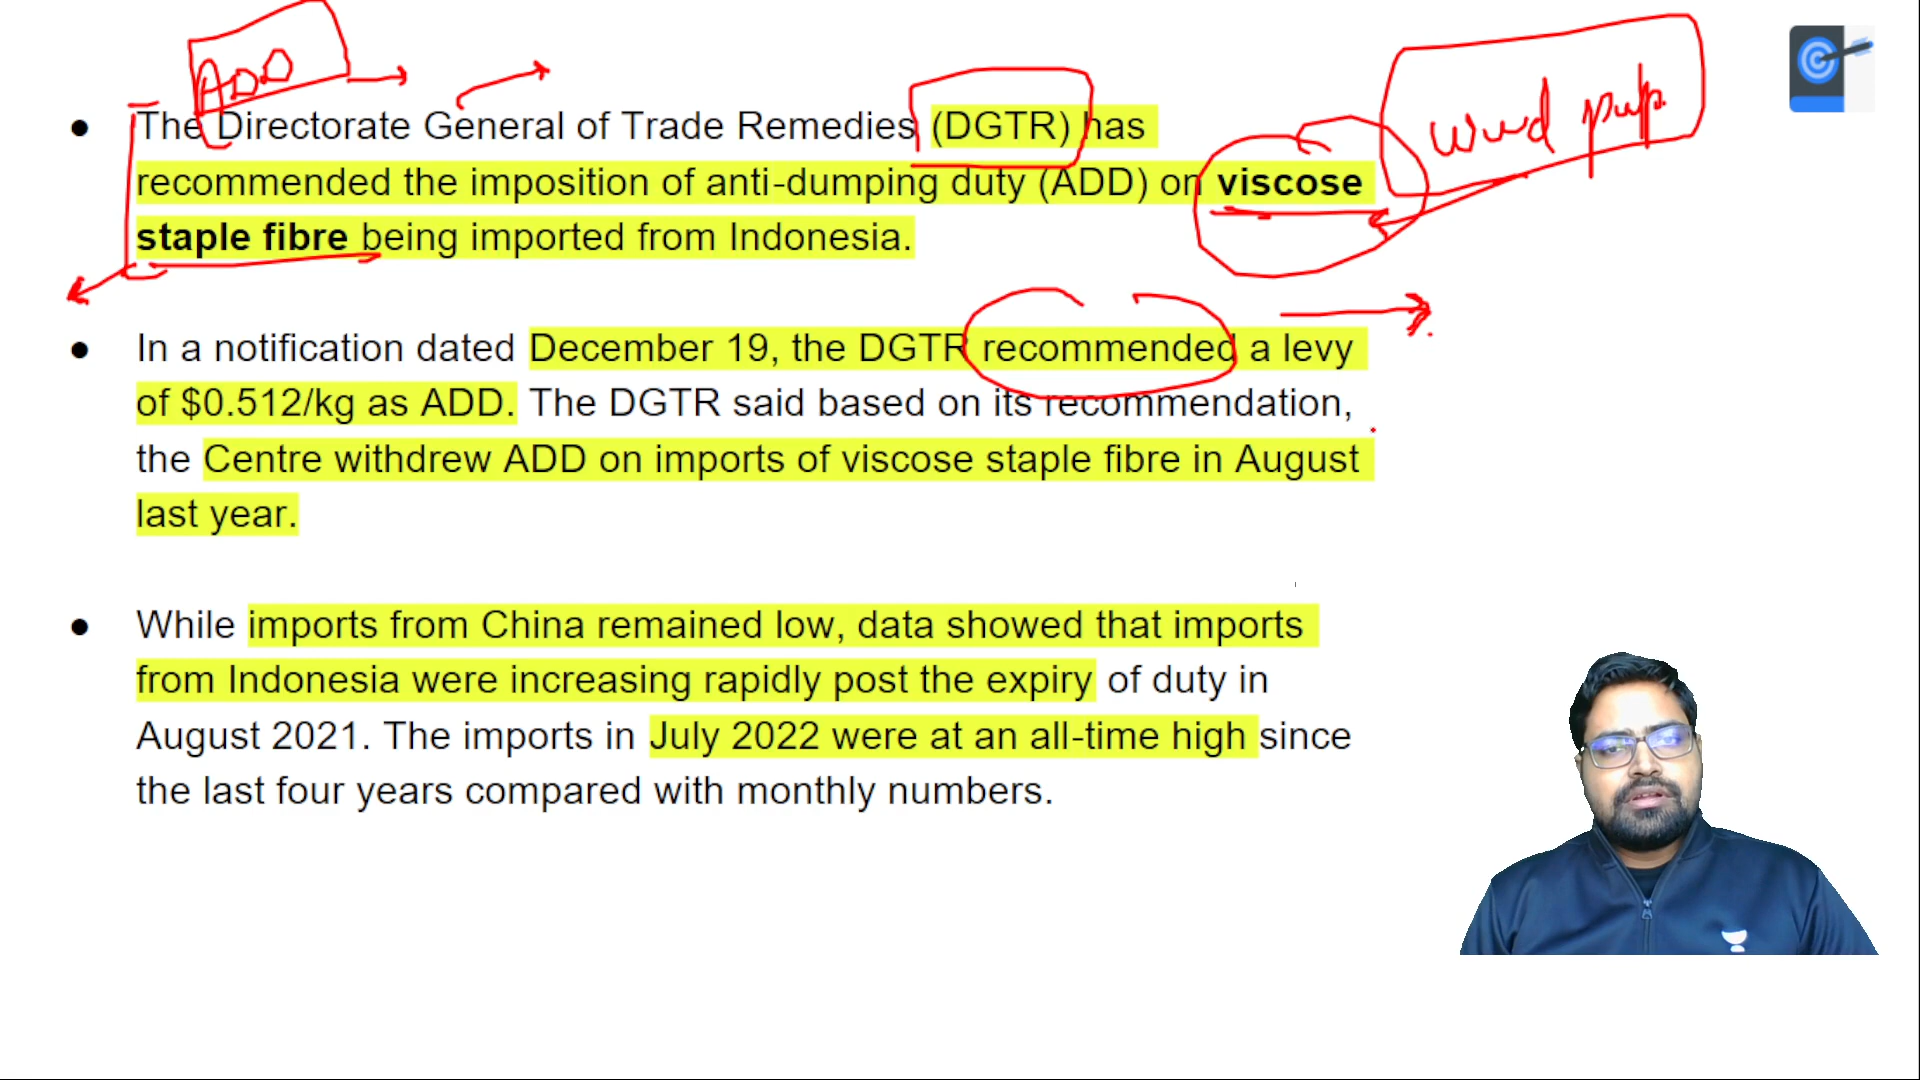 ADD
wood pulp
● The Directorate General of Trade Remedies (DGTR) has
recommended the imposition of anti-dumping duty (ADD) on viscose
staple fibre being imported from Indonesia.
● In a notification dated December 19, the DGTR recommended a levy
of $0.512/kg as ADD. The DGTR said based on its recommendation,
the Centre withdrew ADD on imports of viscose staple fibre in August
last year.
● While imports from China remained low, data showed that imports
from Indonesia were increasing rapidly post the expiry of duty in
August 2021. The imports in July 2022 were at an all-time high since
the last four years compared with monthly numbers.